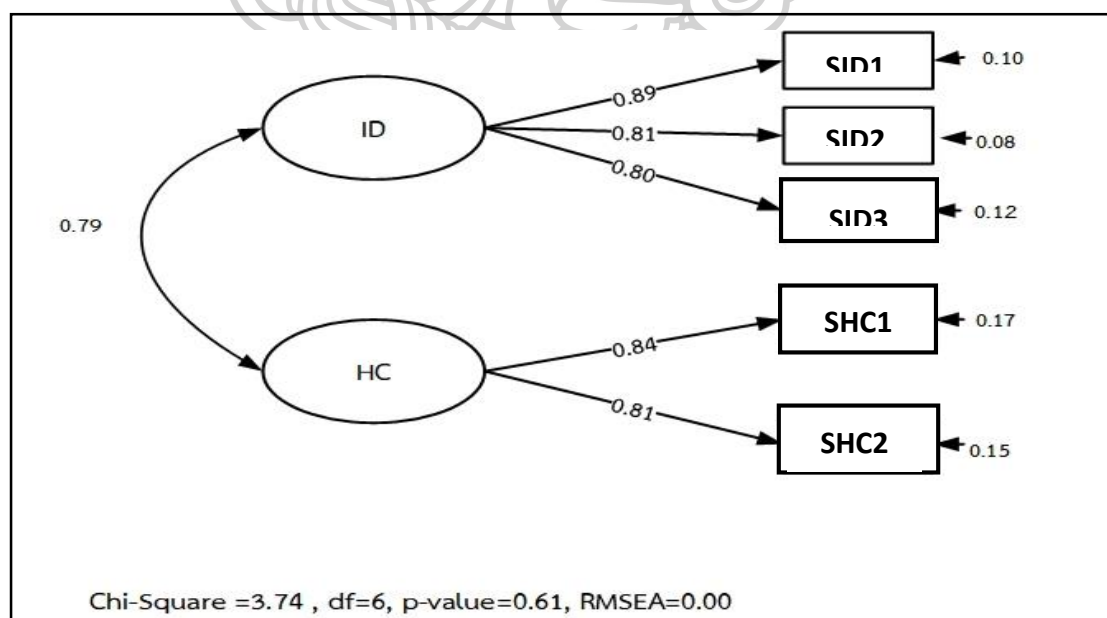 SID1
0.10
0.89
ID
0.81
SID2
0.08
0.80
0.79
SID3
0.12
SHC1
0.17
0.84
HC
0.81
SHC2
0.15
Chi-Square =3.74 , df=6, p-value=0.61, RMSEA=0.00